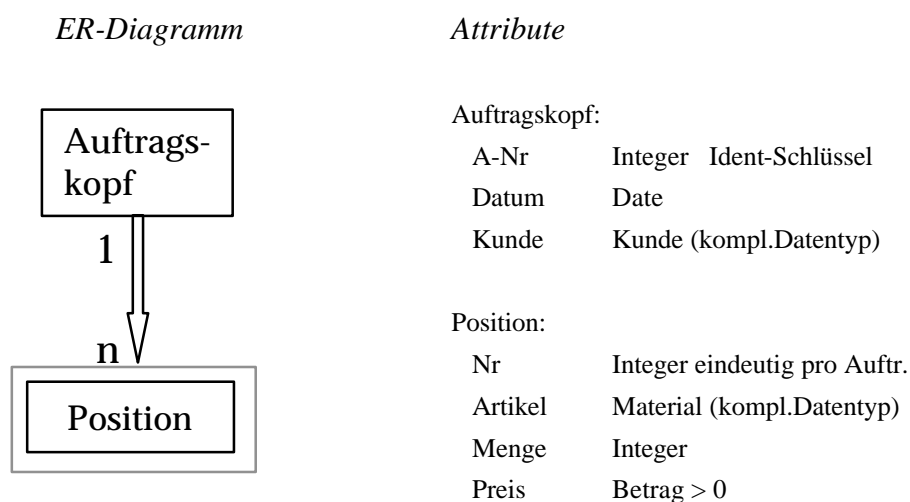 ER-Diagramm
Auftrags-
kopf
1
n
Position
Attribute
Auftragskopf:
A-Nr Integer Ident-Schlüssel
Datum Date
Kunde Kunde (kompl.Datentyp)
Position:
Nr Integer eindeutig pro Auftr.
Artikel Material (kompl.Datentyp)
Menge Integer
Preis Betrag > 0